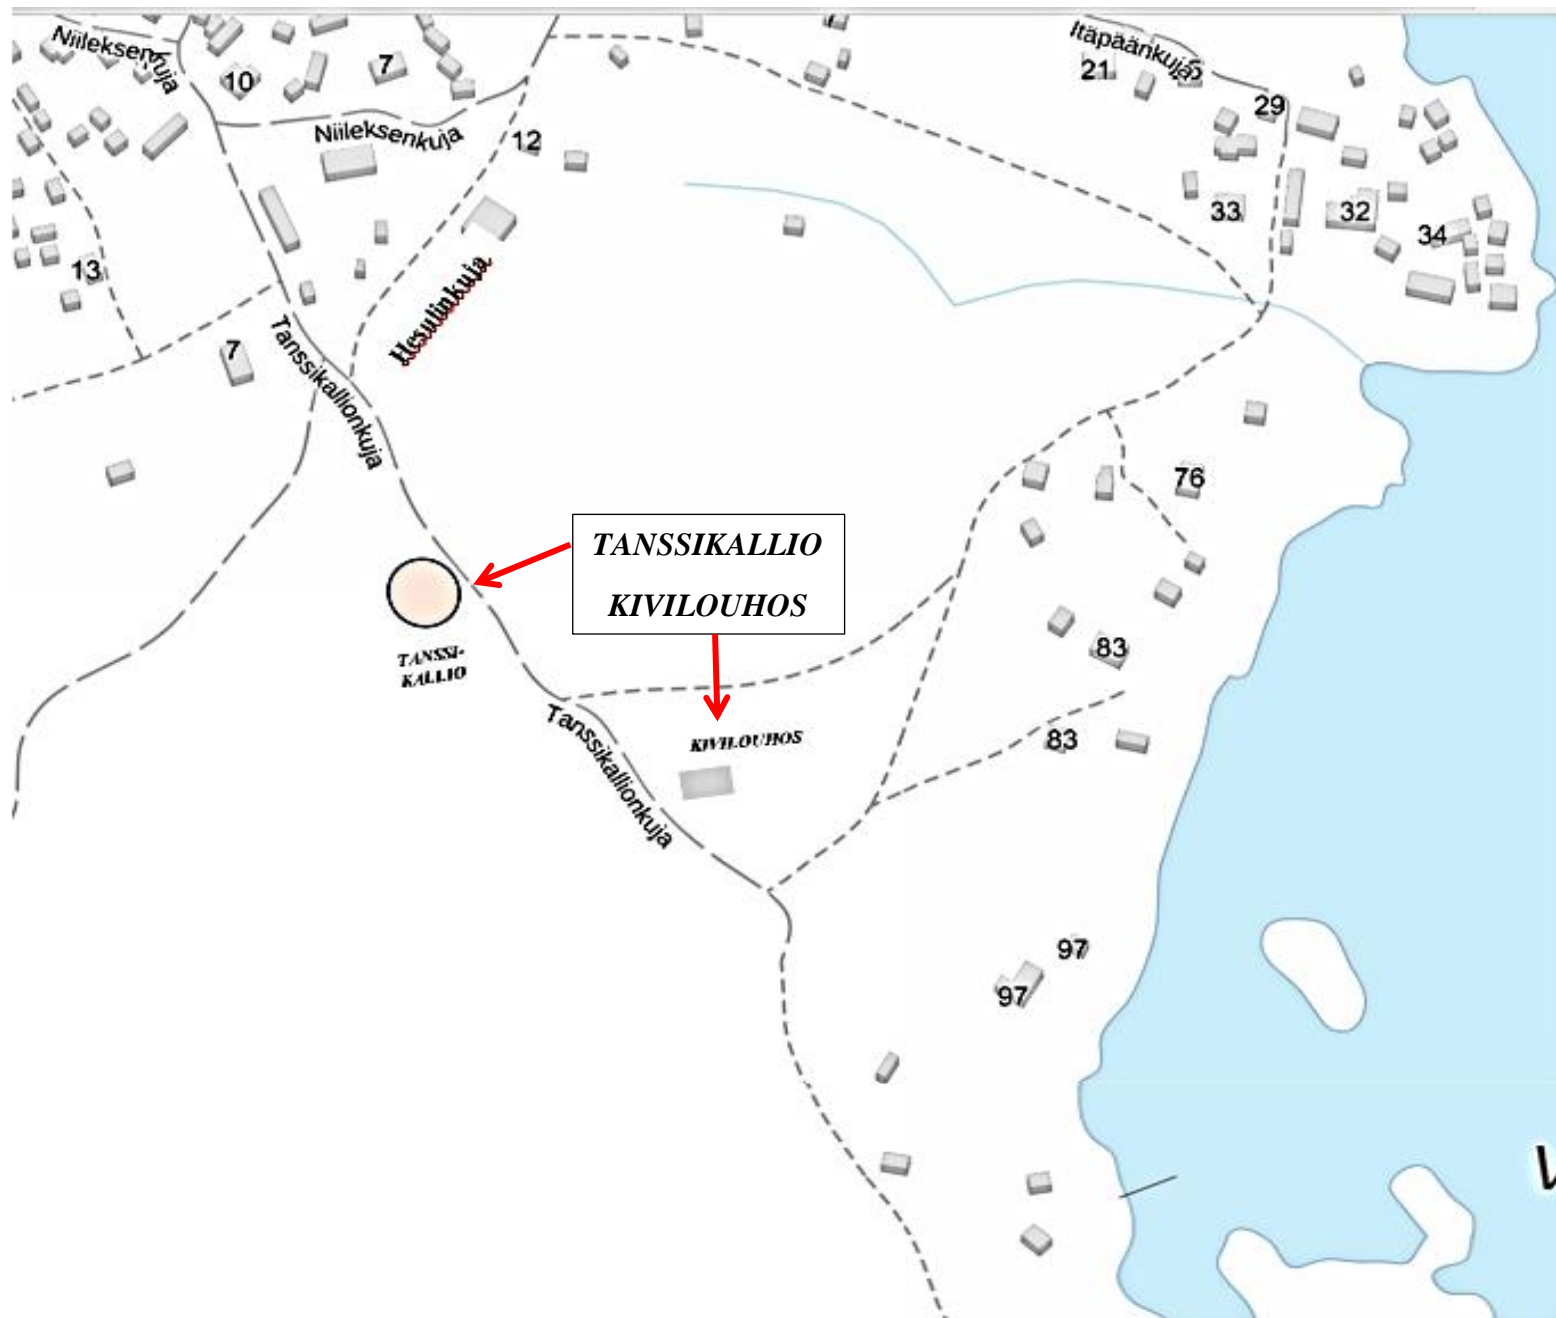 Niileksenkuja
Itäpäänkuja
10
7
21
29
Niileksenkuja
12
33
32
34
13
Hesulinkuja
7
Tanssikallionkuja
76
TANSSIKALLIO
KIVILOUHOS
TANSSI-
KALLIO
83
Tanssikallionkuja
KIVILOUHOS
83
97
97
V